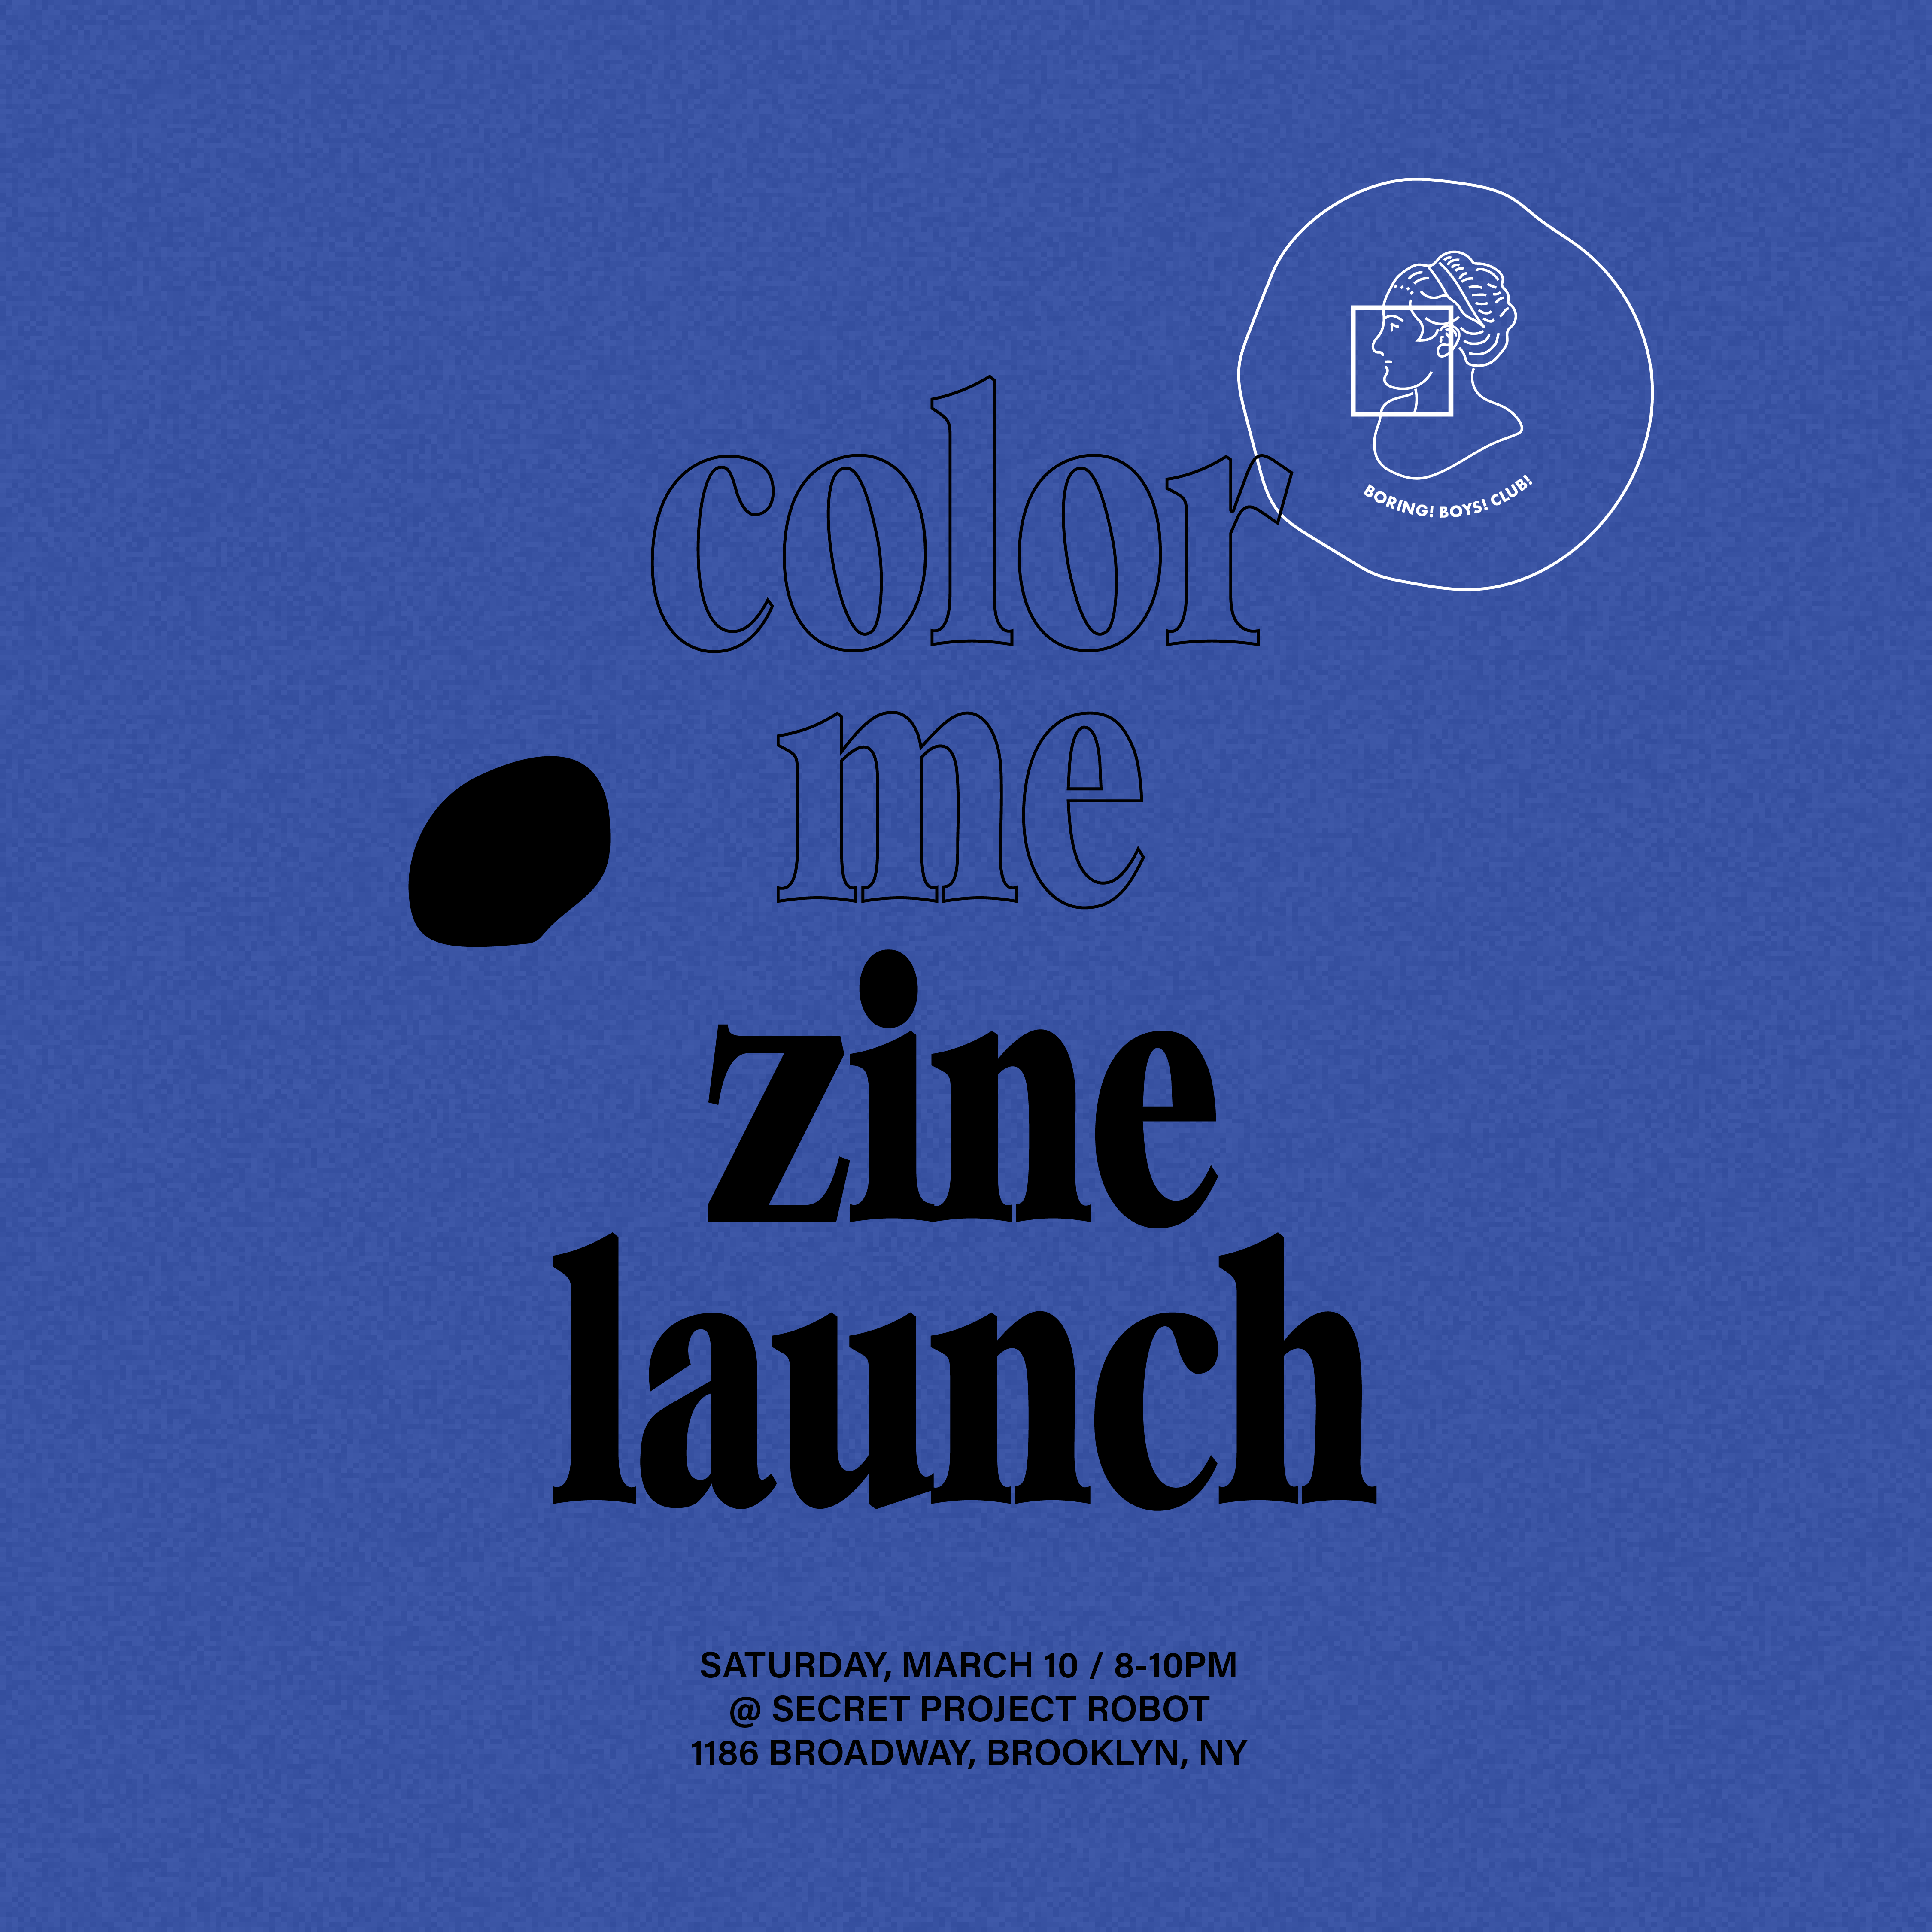 BORING! BOYS! CLUB!
color
me
zine
launch
SATURDAY, MARCH 10 / 8-10PM
@ SECRET PROJECT ROBOT
1186 BROADWAY, BROOKLYN, NY